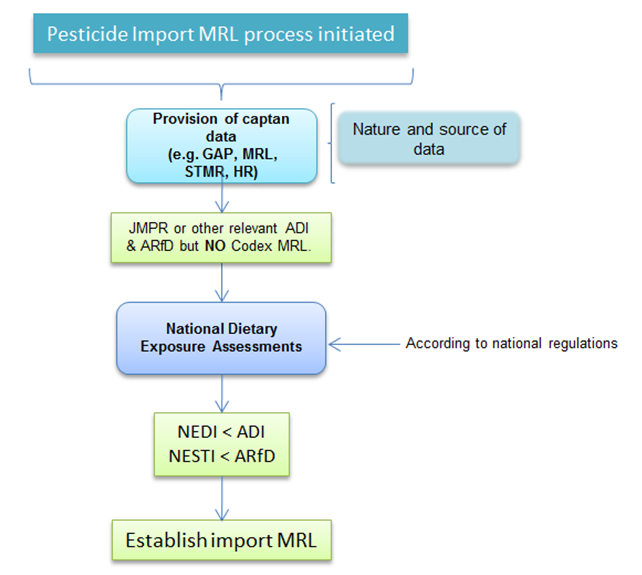 Pesticide Import MRL process initiated
Provision of captan
data
(e.g. GAP, MRL,
STMR, HR)
Nature and source of
data
JMPR or other relevant ADI
& ARfD but NO Codex MRL.
National Dietary
Exposure Assessments
According to national regulations
NEDI < ADI
NESTI < ARfD
Establish import MRL